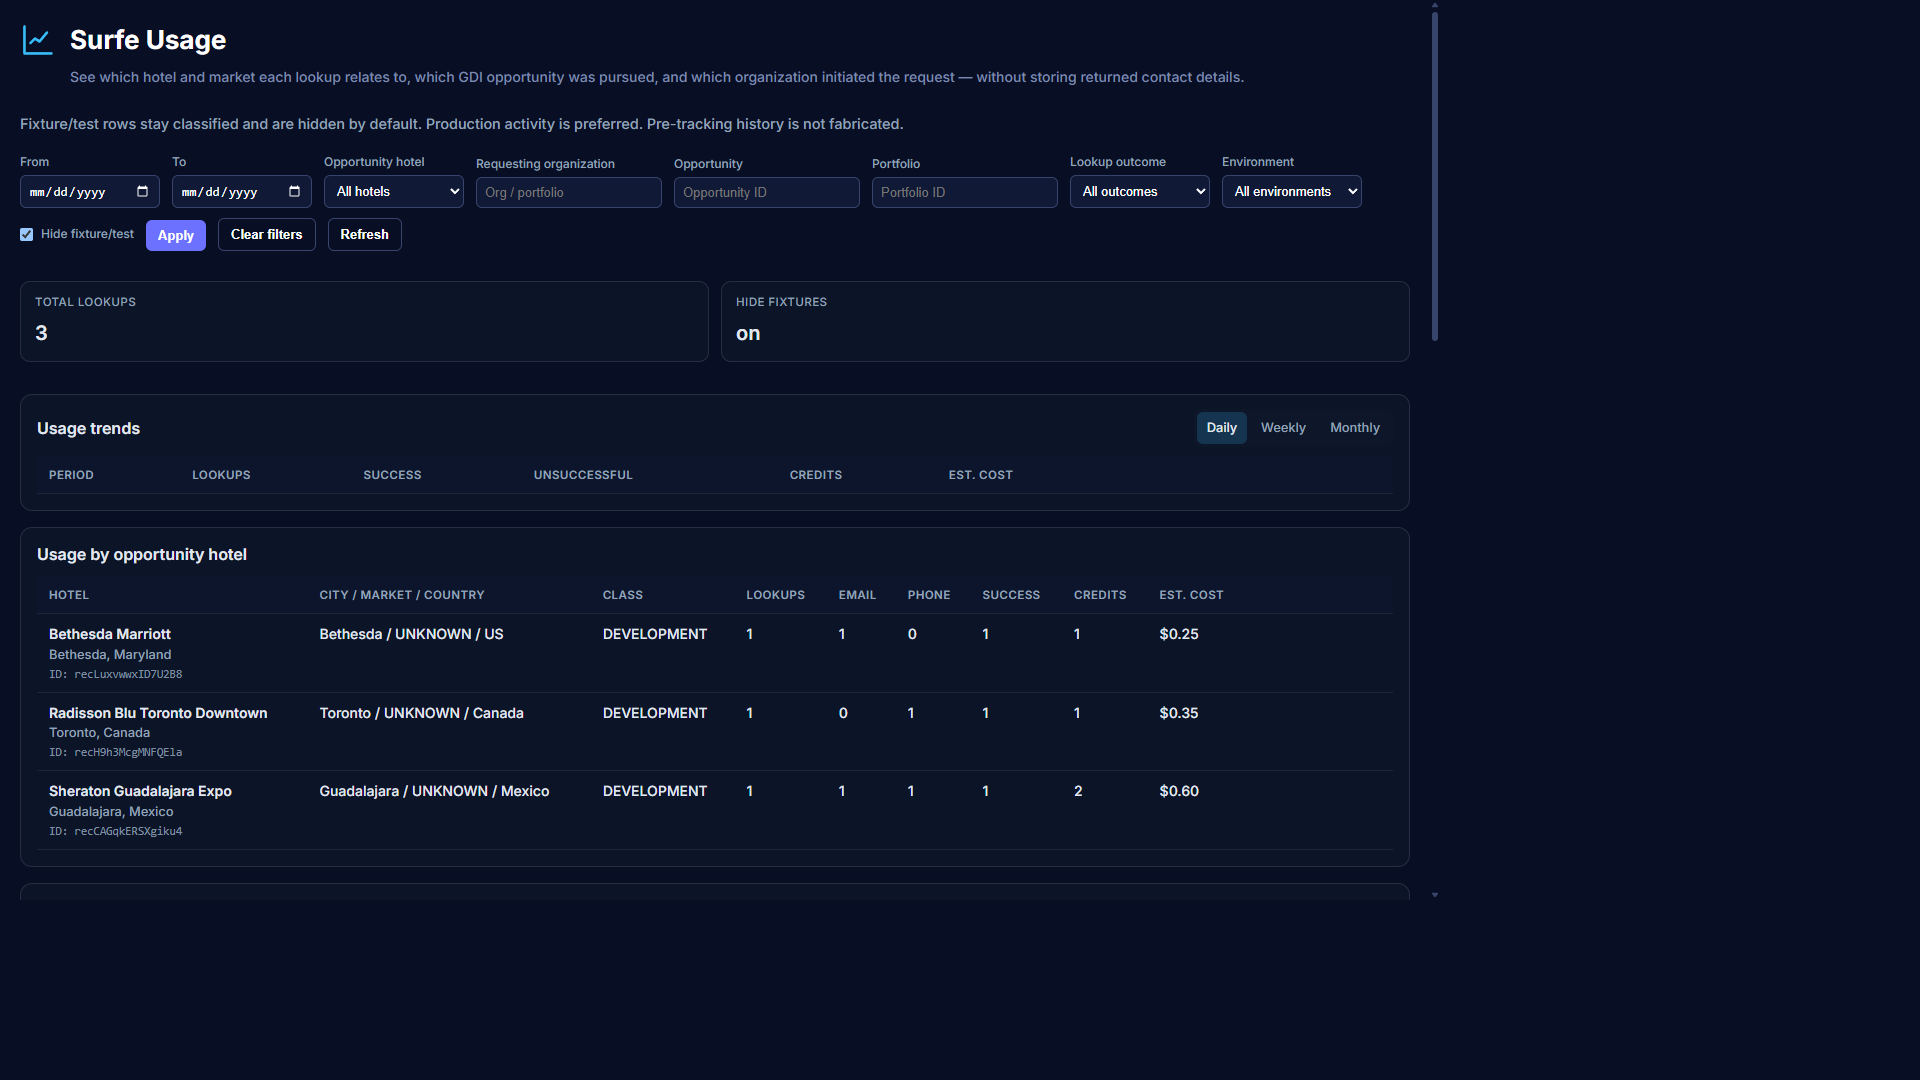 Surfe Usage
See which hotel and market each lookup relates to, which GDI opportunity was pursued, and which organization initiated the request — without storing returned contact details.
Fixture/test rows stay classified and are hidden by default. Production activity is preferred. Pre-tracking history is not fabricated.
From To Opportunity hotel Requesting organization Opportunity Portfolio Lookup outcome Environment
mm/dd/yyyy mm/dd/yyyy All hotels Org / portfolio Opportunity ID Portfolio ID All outcomes All environments
Hide fixture/test Apply Clear filters Refresh
TOTAL LOOKUPS HIDE FIXTURES
3 on
Usage trends Daily Weekly Monthly
PERIOD LOOKUPS SUCCESS UNSUCCESSFUL CREDITS EST. COST
Usage by opportunity hotel
HOTEL CITY / MARKET / COUNTRY CLASS LOOKUPS EMAIL PHONE SUCCESS CREDITS EST. COST
Bethesda Marriott Bethesda / UNKNOWN / US DEVELOPMENT 1 1 0 1 1 $0.25
Bethesda, Maryland
ID: recLuxvwwxID7U2B8
Radisson Blu Toronto Downtown Toronto / UNKNOWN / Canada DEVELOPMENT 1 0 1 1 1 $0.35
Toronto, Canada
ID: recH9h3McgMNFQEla
Sheraton Guadalajara Expo Guadalajara / UNKNOWN / Mexico DEVELOPMENT 1 1 1 1 2 $0.60
Guadalajara, Mexico
ID: recCAGqkERSXgiku4